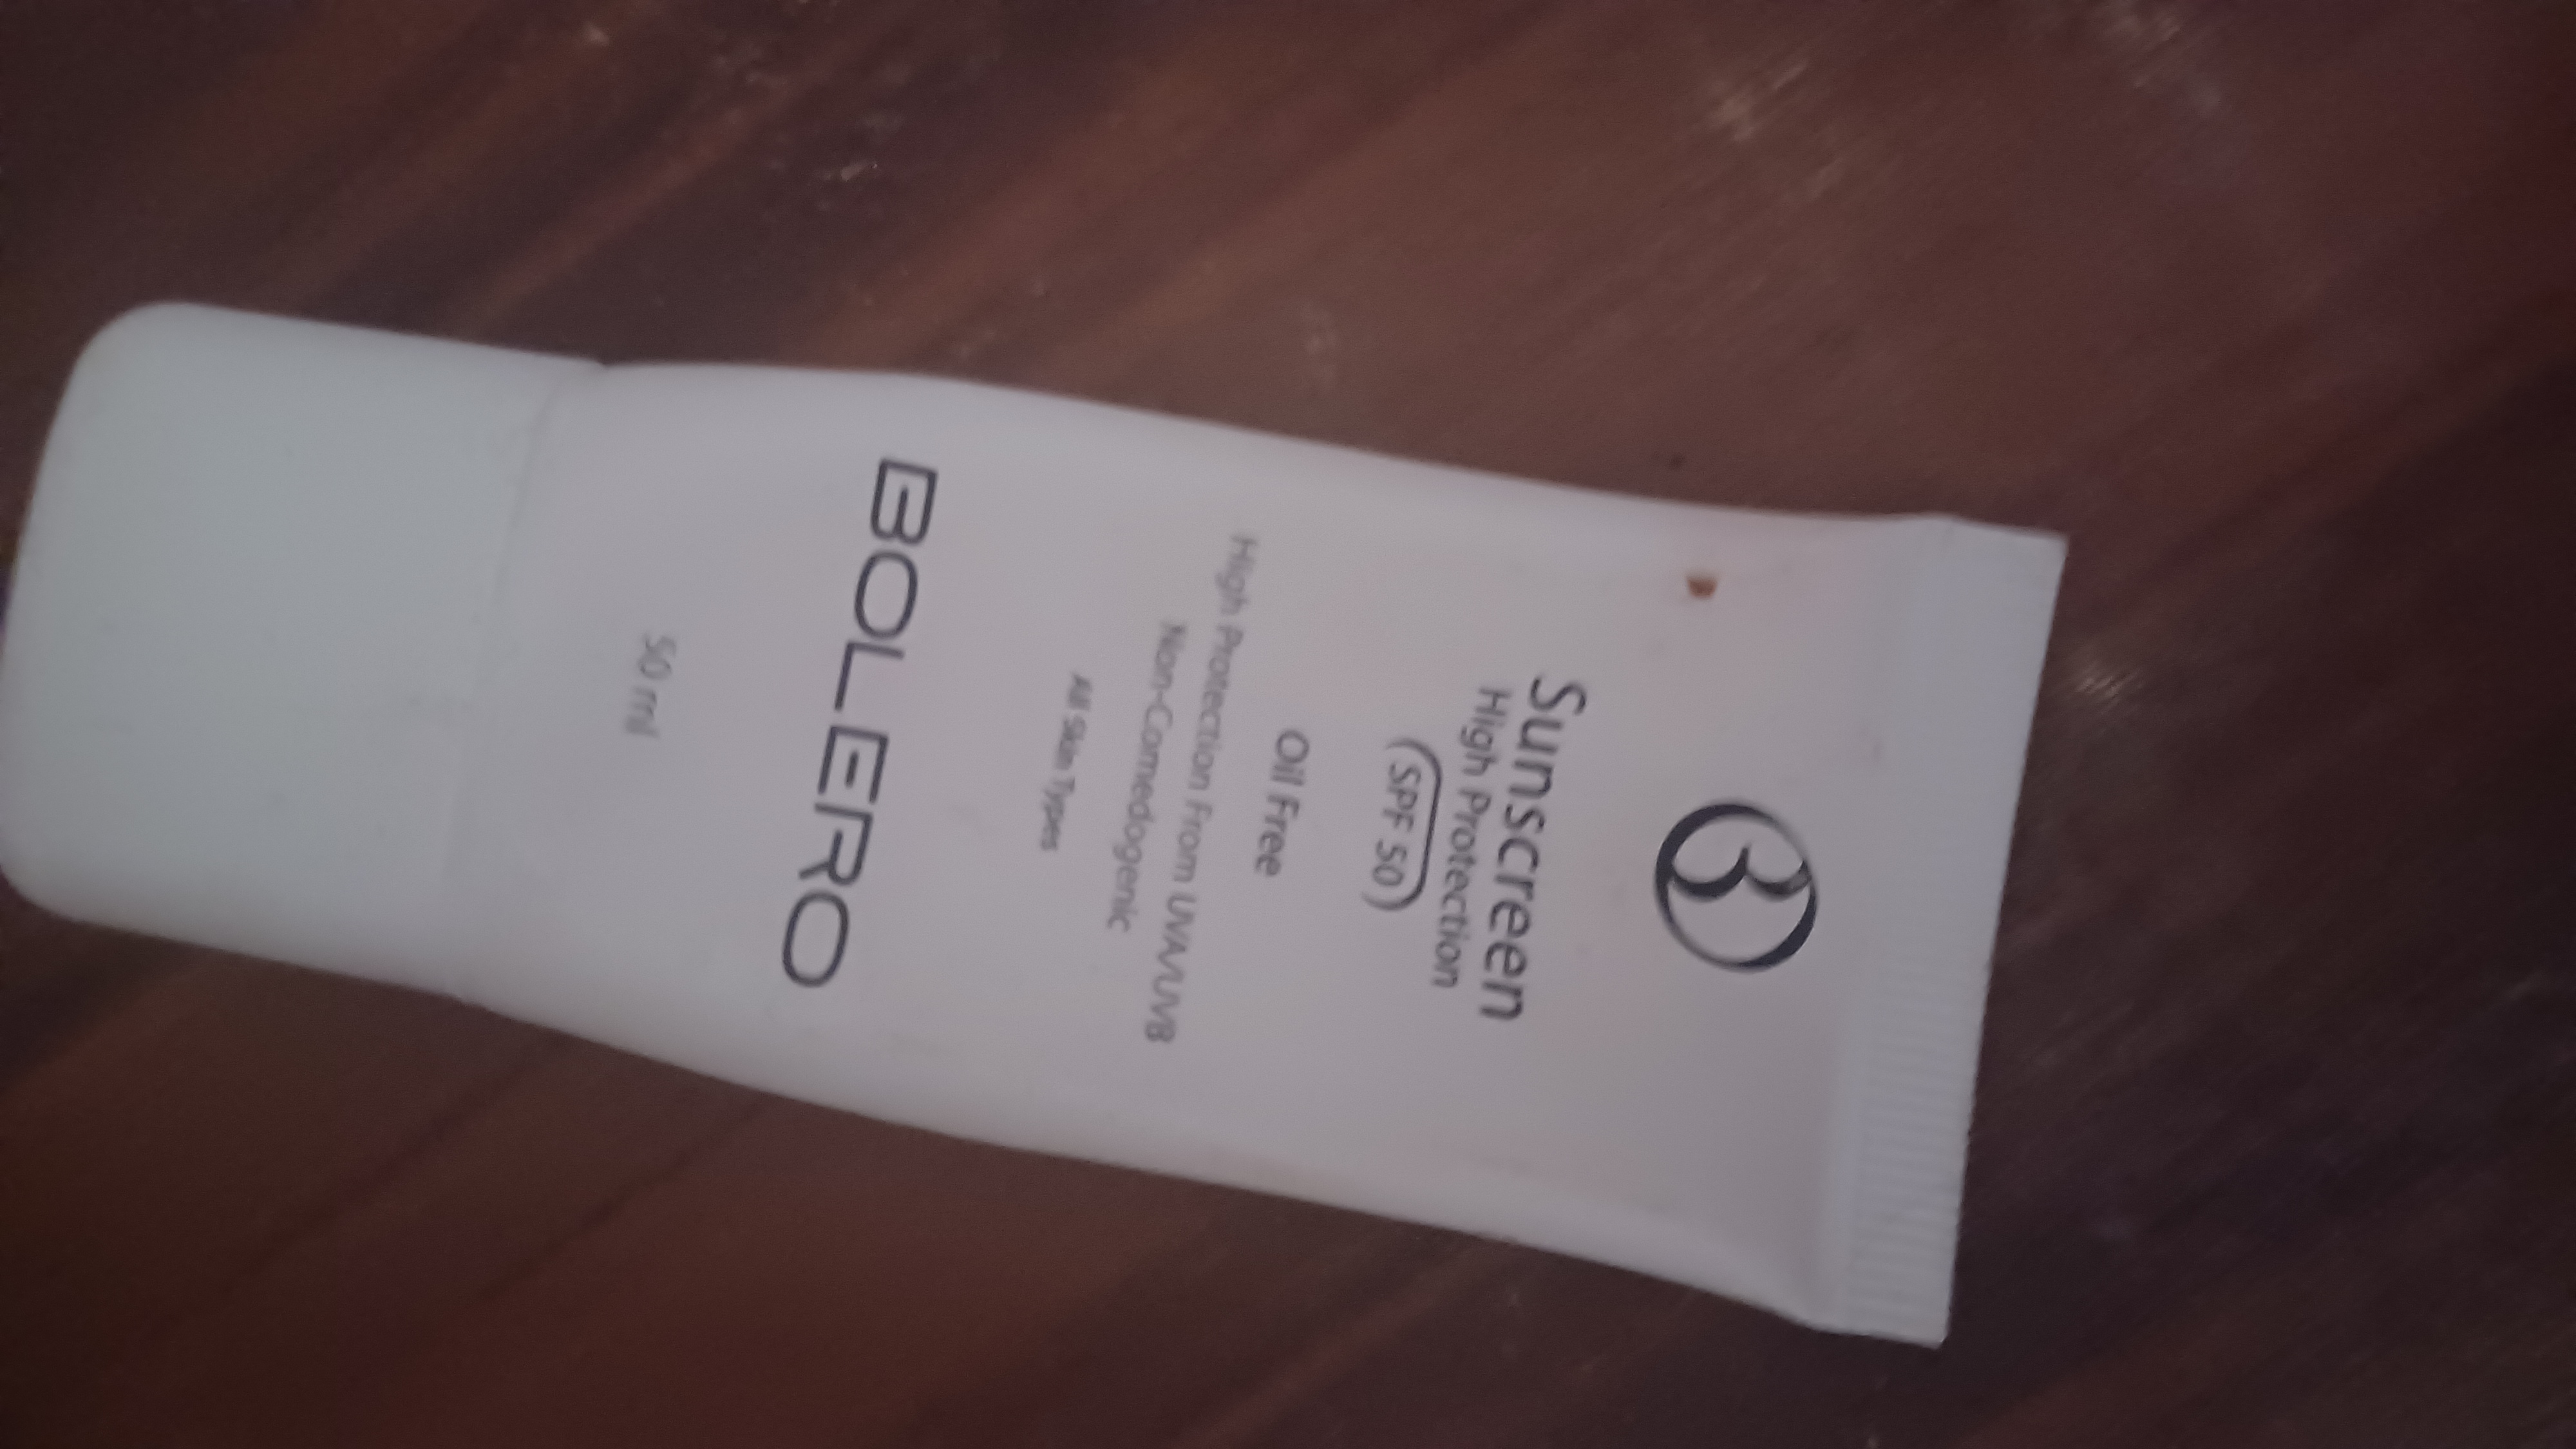 Sunscreen
High Protection
SPF 50
Oil Free
High Protection From UVA/UVB
Non-Comedogenic
All Skin Types
BOLERO
50 ml